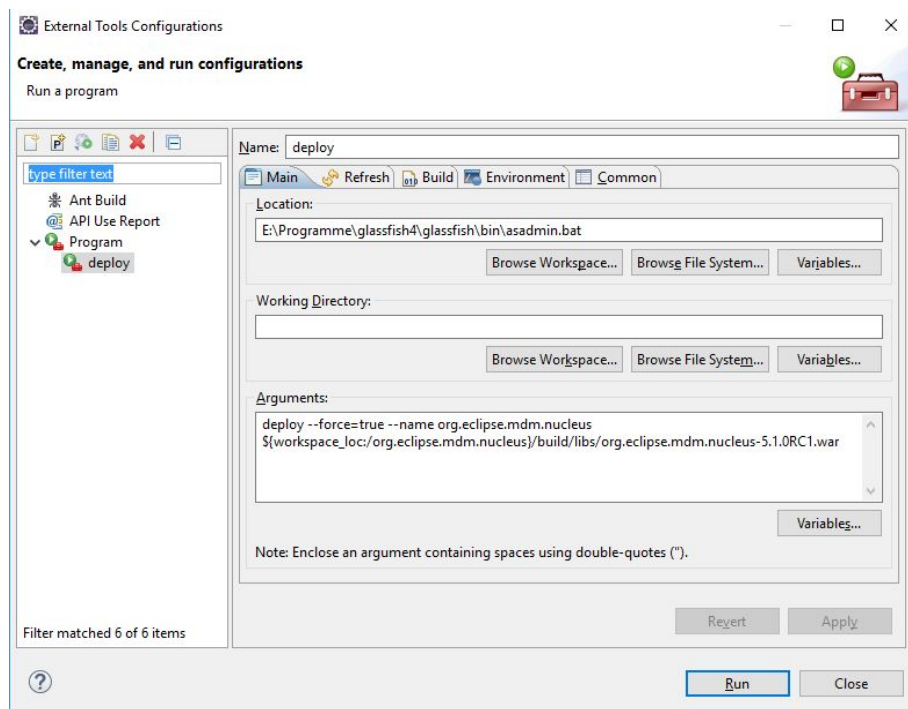 External Tools Configurations
Create, manage, and run configurations
Run a program
type filter text
Ant Build
API Use Report
Program
deploy
Filter matched 6 of 6 items
Name: deploy
Main Refresh Build Environment Common
Location:
E:\Programme\glassfish4\glassfish\bin\asadmin.bat
Browse Workspace... Browse File System... Variables...
Working Directory:
Browse Workspace... Browse File System... Variables...
Arguments:
deploy --force=true --name org.eclipse.mdm.nucleus
${workspace_loc:/org.eclipse.mdm.nucleus}/build/libs/org.eclipse.mdm.nucleus-5.1.0RC1.war
Variables...
Note: Enclose an argument containing spaces using double-quotes (").
Revert Apply
Run Close